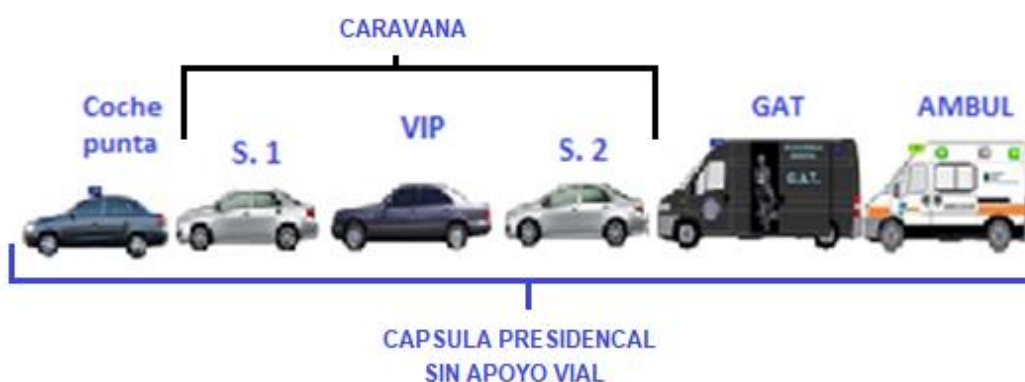 CARAVANA
Coche
punta
S. 1
VIP
S. 2
GAT
AMBUL
G.A.T.
CAPSULA PRESIDENCAL
SIN APOYO VIAL